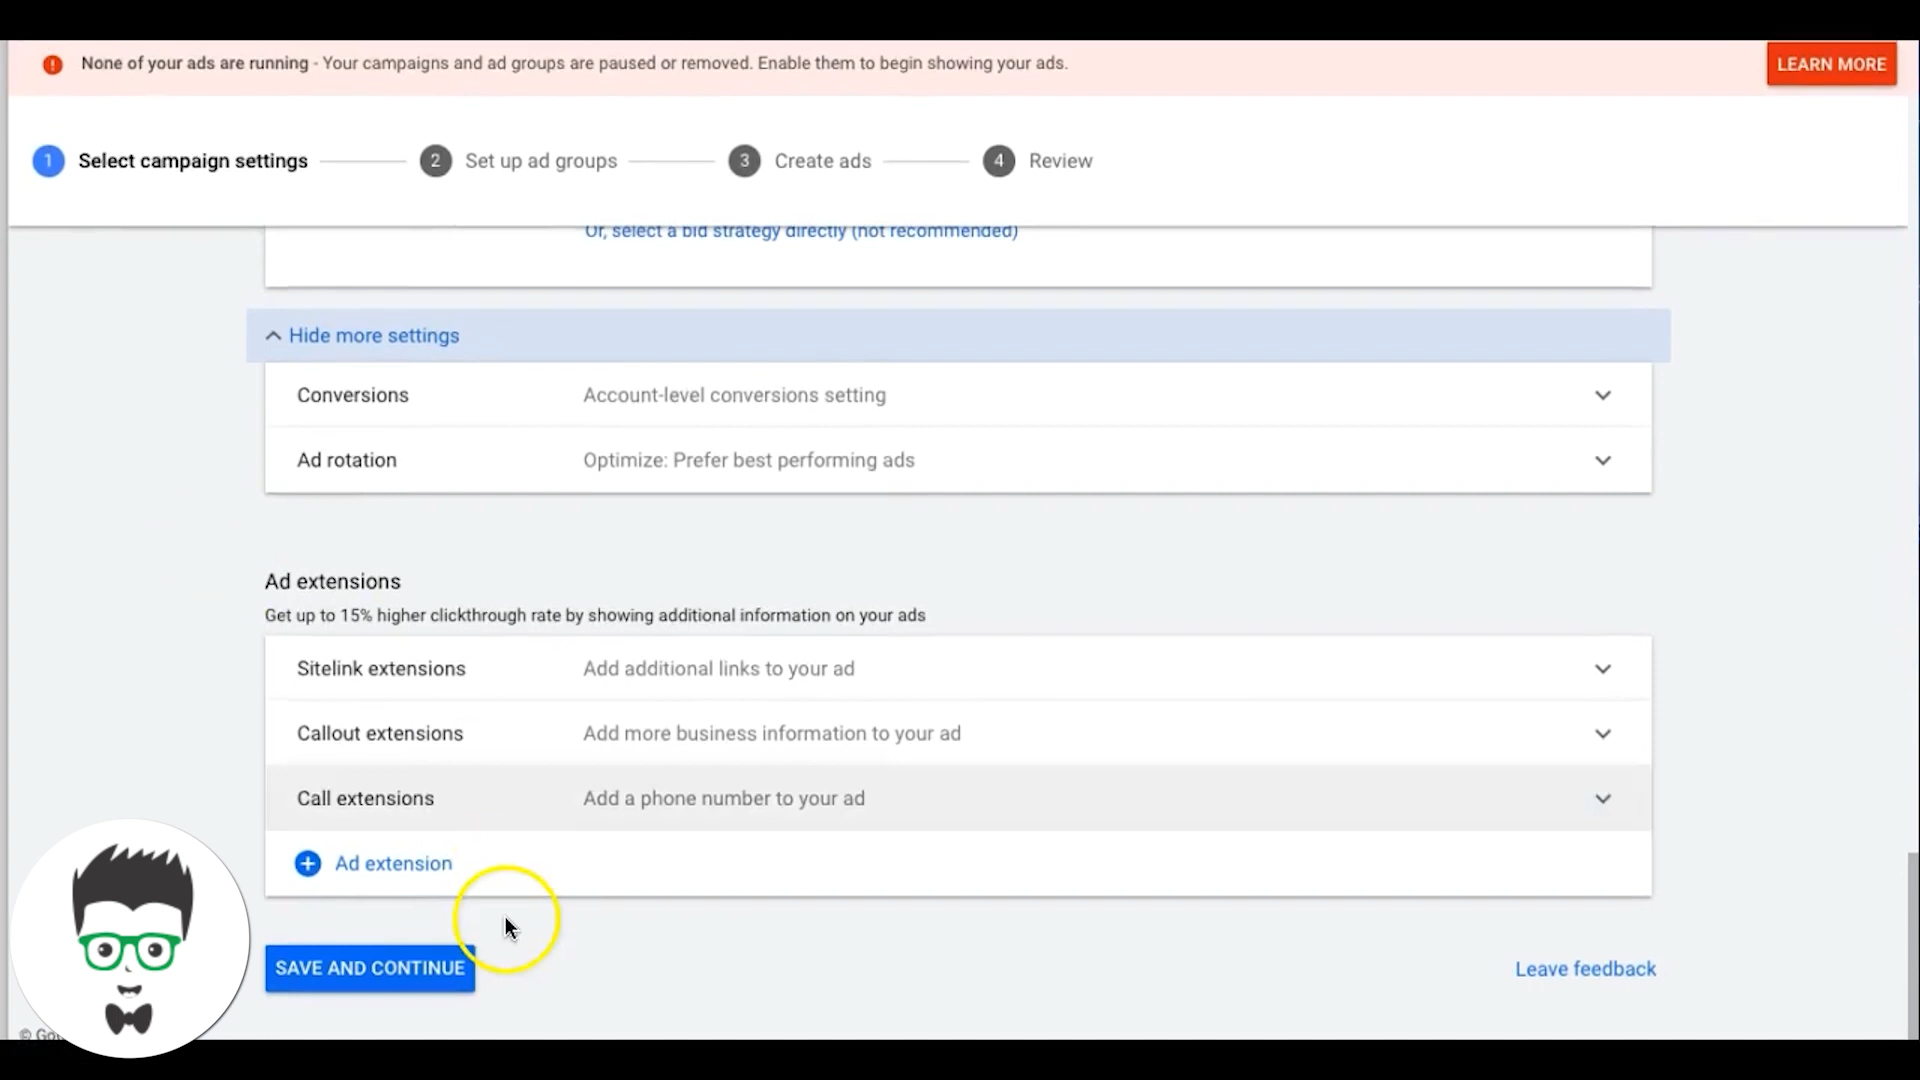 None of your ads are running - Your campaigns and ad groups are paused or removed. Enable them to begin showing your ads.
LEARN MORE
1 Select campaign settings
2 Set up ad groups
3 Create ads
4 Review
Or, select a bid strategy directly (not recommended)
Hide more settings
Conversions Account-level conversions setting
Ad rotation Optimize: Prefer best performing ads
Ad extensions
Get up to 15% higher clickthrough rate by showing additional information on your ads
Sitelink extensions Add additional links to your ad
Callout extensions Add more business information to your ad
Call extensions Add a phone number to your ad
Ad extension
SAVE AND CONTINUE
Leave feedback